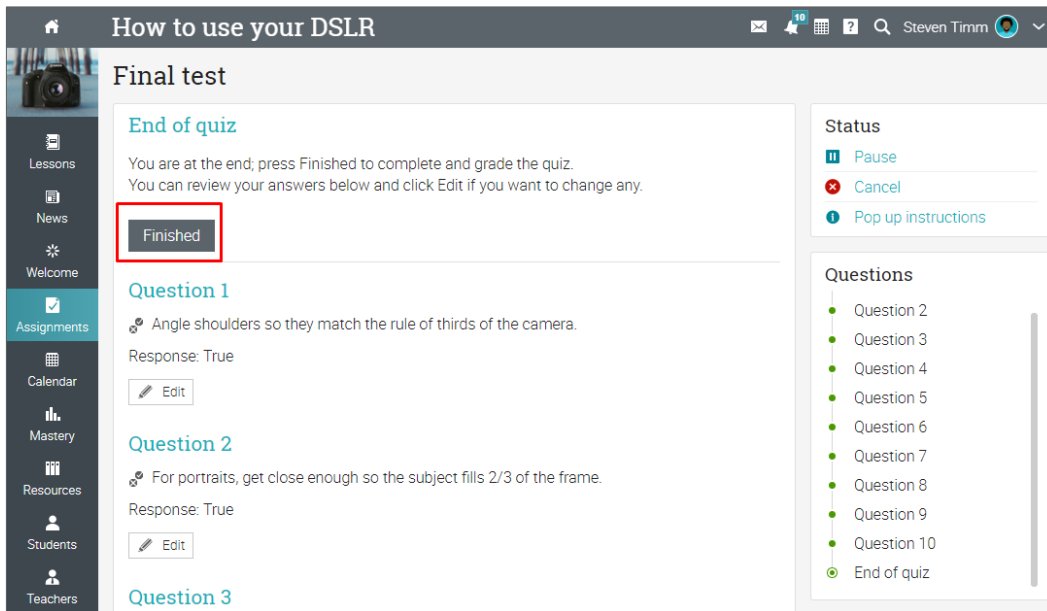 How to use your DSLR
10
?
Steven Timm
Final test
Lessons
News
Welcome
Assignments
Calendar
Mastery
Resources
Students
Teachers
End of quiz
You are at the end; press Finished to complete and grade the quiz.
You can review your answers below and click Edit if you want to change any.
Finished
Question 1
Angle shoulders so they match the rule of thirds of the camera.
Response: True
Edit
Question 2
For portraits, get close enough so the subject fills 2/3 of the frame.
Response: True
Edit
Question 3
Status
Pause
Cancel
Pop up instructions
Questions
Question 2
Question 3
Question 4
Question 5
Question 6
Question 7
Question 8
Question 9
Question 10
End of quiz